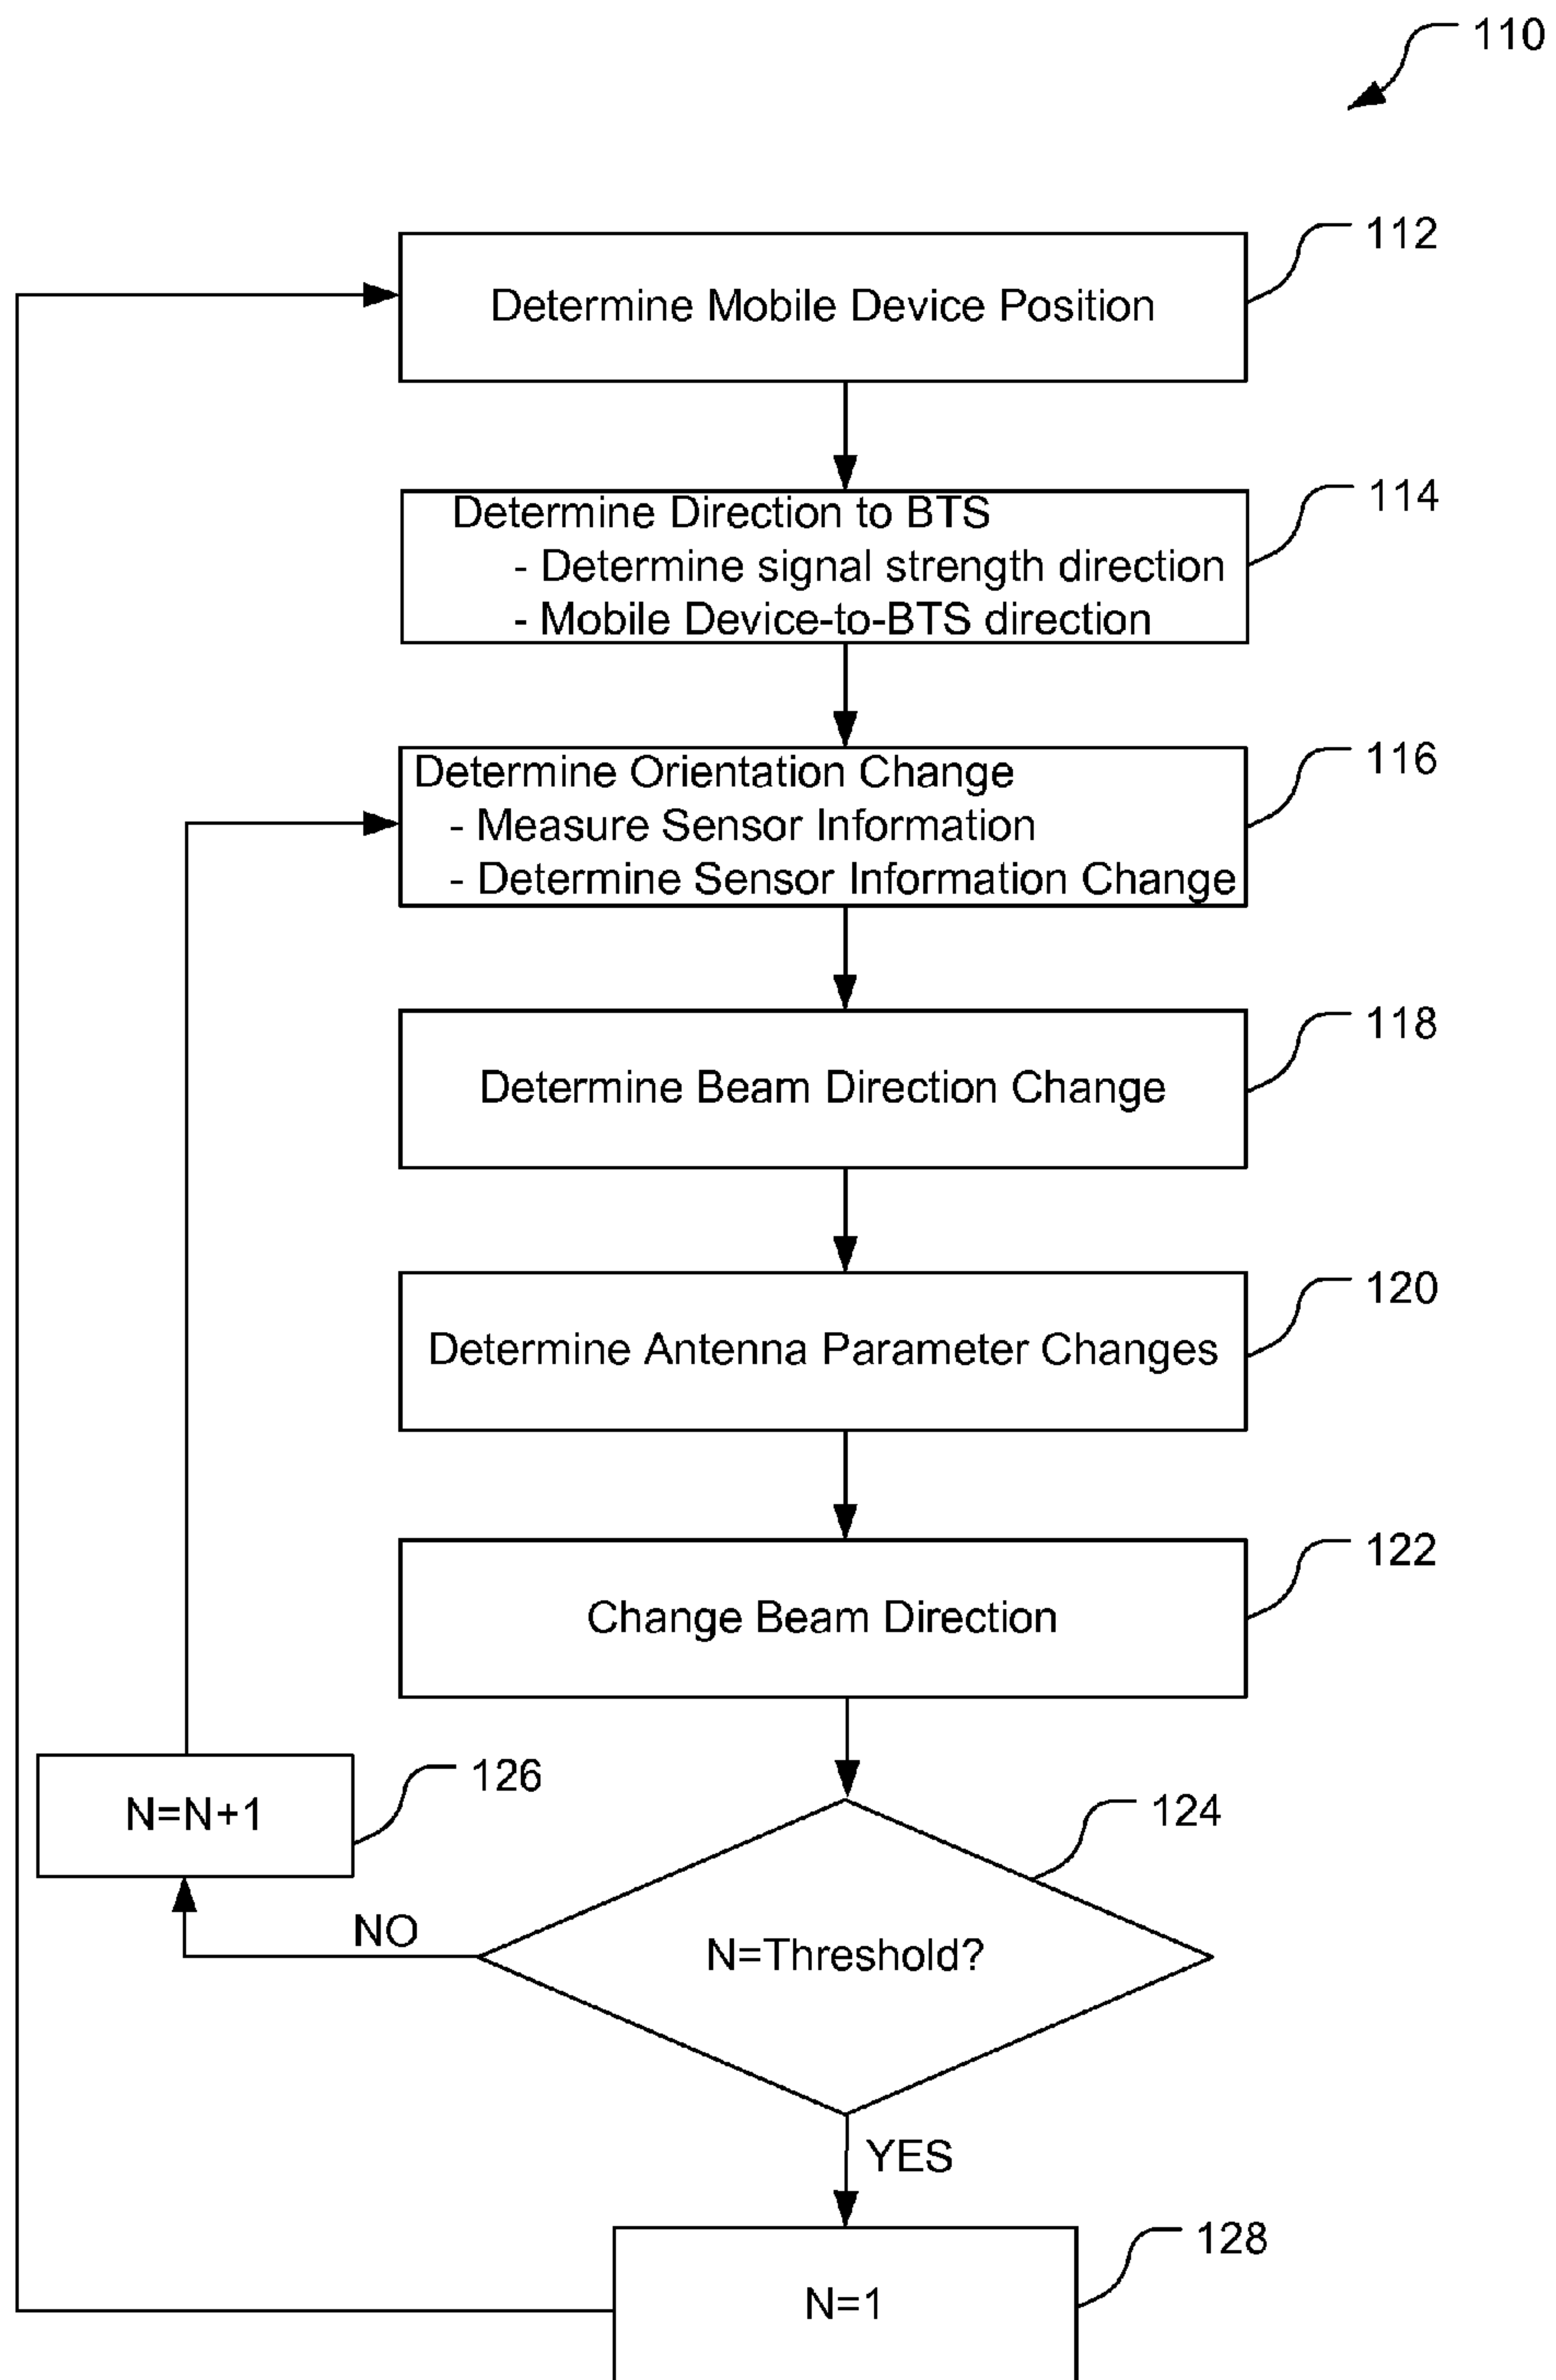 110
112
Determine Mobile Device Position
114
Determine Direction to BTS
- Determine signal strength direction
- Mobile Device-to-BTS direction
116
Determine Orientation Change
- Measure Sensor Information
- Determine Sensor Information Change
118
Determine Beam Direction Change
120
Determine Antenna Parameter Changes
122
Change Beam Direction
126
N=N+1
124
NO
N=Threshold?
YES
128
N=1